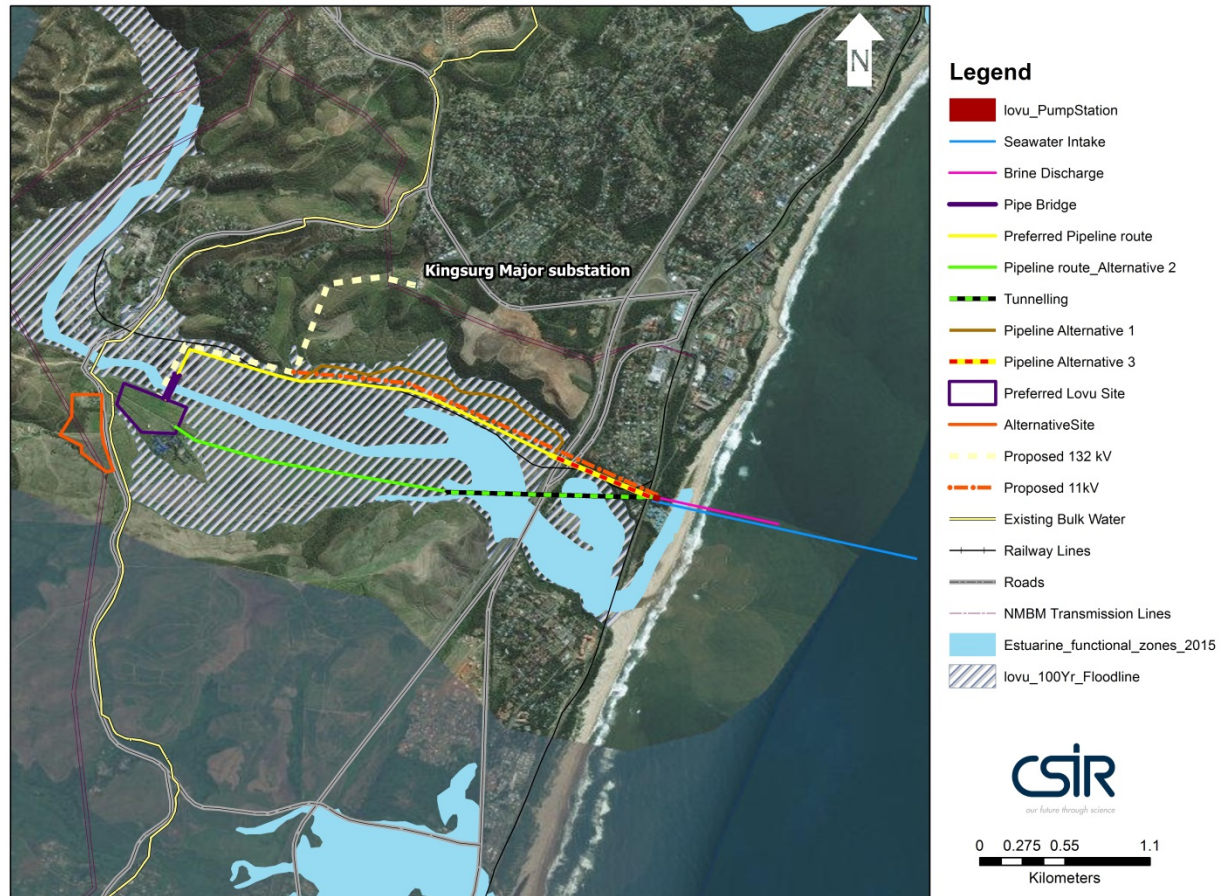 N
Kingsurg Major substation
Legend
lovu_PumpStation
Seawater Intake
Brine Discharge
Pipe Bridge
Preferred Pipeline route
Pipeline route_Alternative 2
Tunnelling
Pipeline Alternative 1
Pipeline Alternative 3
Preferred Lovu Site
AlternativeSite
Proposed 132 kV
Proposed 11kV
Existing Bulk Water
Railway Lines
Roads
NMBM Transmission Lines
Estuarine_functional_zones_2015
lovu_100Yr_Floodline
CSIR
our future through science
0 0.275 0.55 1.1
Kilometers